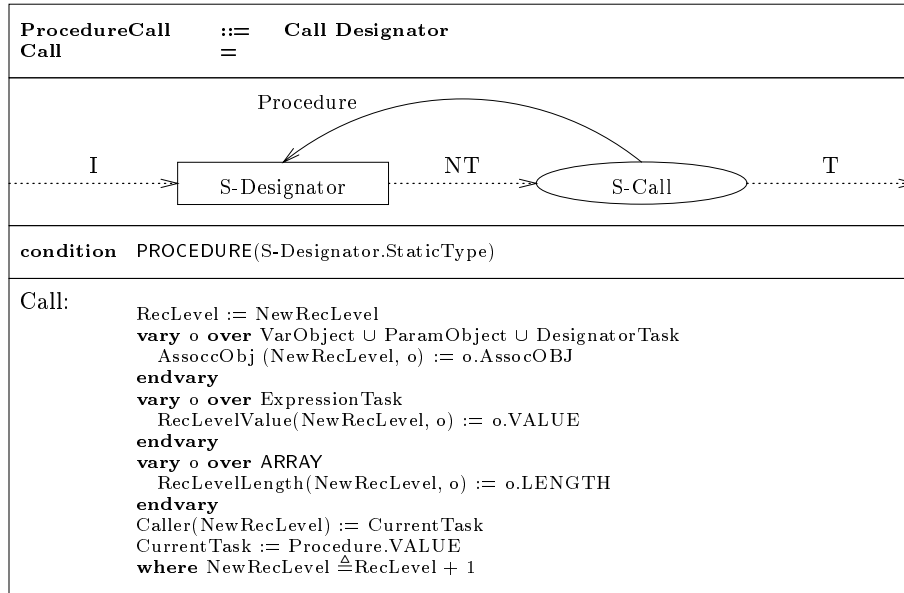 ProcedureCall ::= Call Designator
Call =
Procedure
I
NT
T
S-Designator
S-Call
condition PROCEDURE(S-Designator.StaticType)
Call:
RecLevel := NewRecLevel
vary o over VarObject ∪ ParamObject ∪ DesignatorTask
AssoccObj (NewRecLevel, o) := o.AssocOBJ
endvary
vary o over ExpressionTask
RecLevelValue(NewRecLevel, o) := o.VALUE
endvary
vary o over ARRAY
RecLevelLength(NewRecLevel, o) := o.LENGTH
endvary
Caller(NewRecLevel) := CurrentTask
CurrentTask := Procedure.VALUE
where NewRecLevel ≜RecLevel + 1